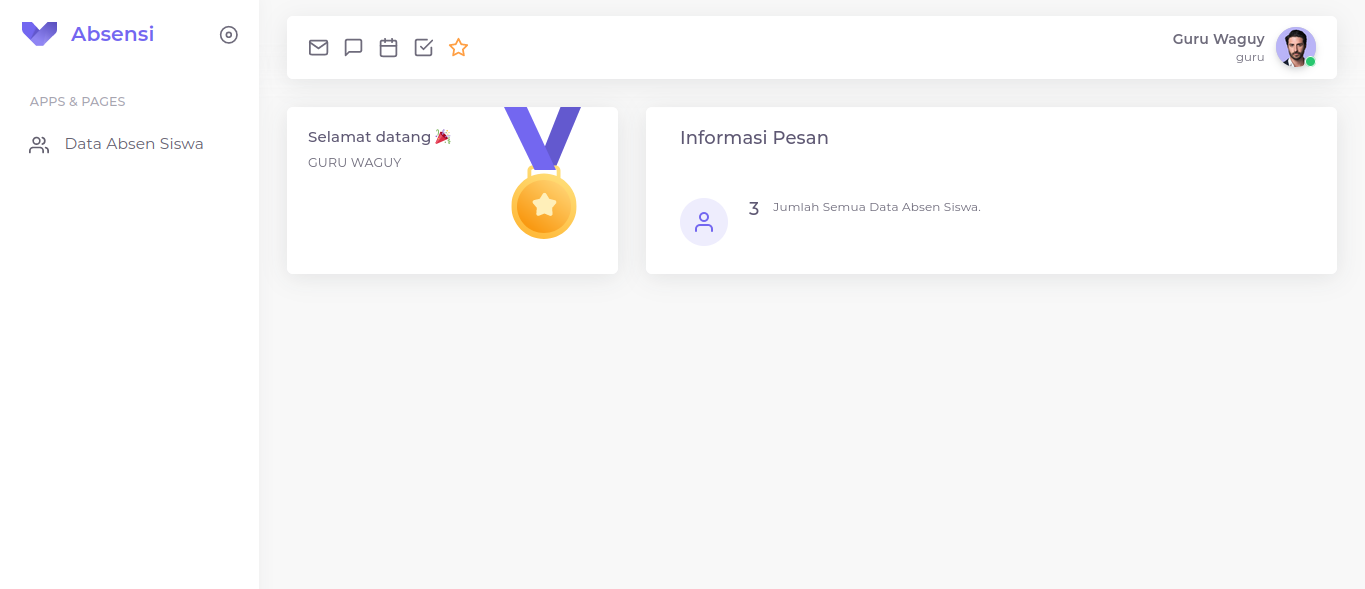 Absensi
APPS & PAGES
Data Absen Siswa
Guru Waguy
guru
Selamat datang 🎉
GURU WAGUY
Informasi Pesan
3 Jumlah Semua Data Absen Siswa.